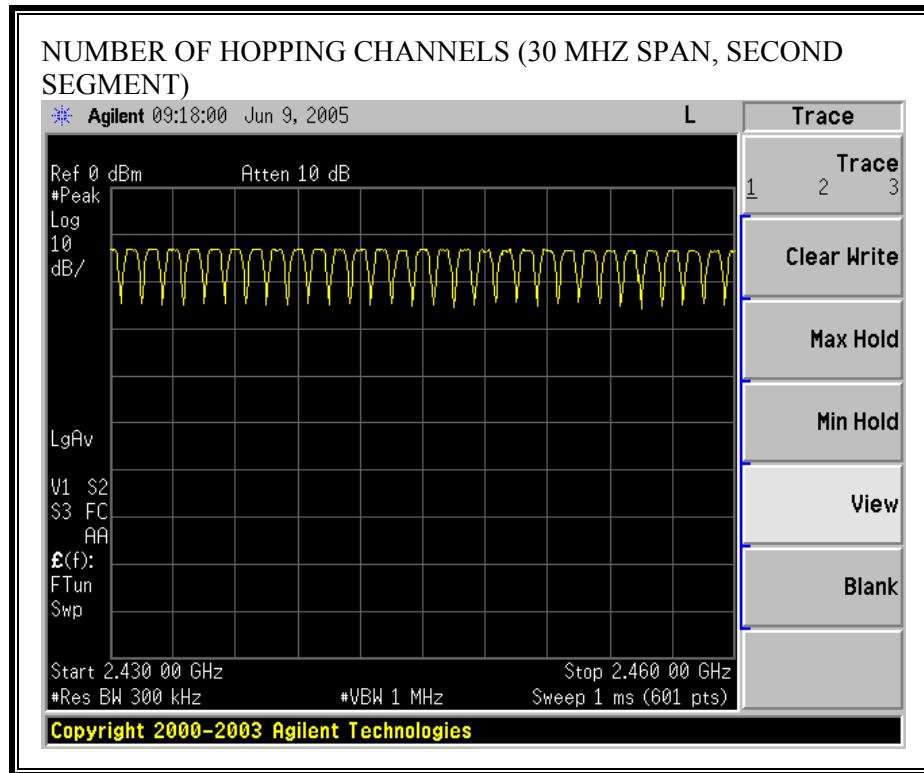 NUMBER OF HOPPING CHANNELS (30 MHZ SPAN, SECOND
SEGMENT)
Agilent 09:18:00 Jun 9, 2005 L
Trace
Ref 0 dBm Atten 10 dB
#Peak
Log
10
dB/
LgAv
V1 S2
S3 FC
AA
£(f):
FTun
Swp
Start 2.430 00 GHz Stop 2.460 00 GHz
#Res BW 300 kHz #VBW 1 MHz Sweep 1 ms (601 pts)
Copyright 2000-2003 Agilent Technologies
Trace
1 2 3
Clear Write
Max Hold
Min Hold
View
Blank